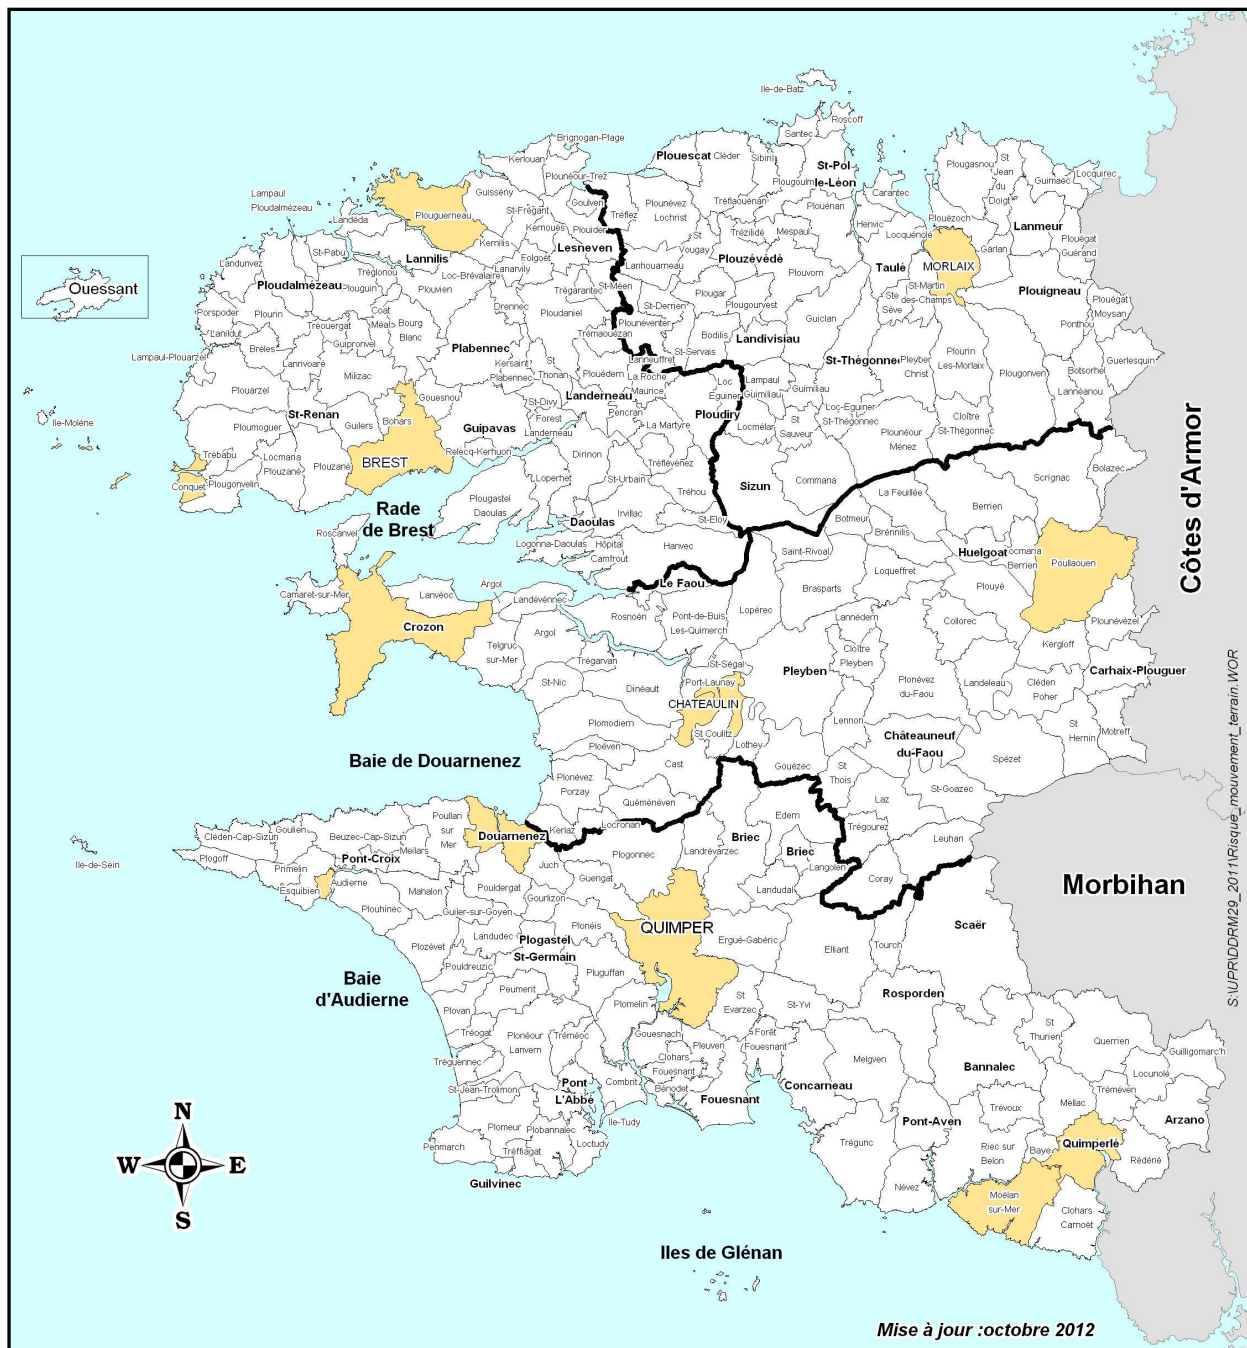 Ile-de-Batz
Roscoff
Santec
Brignogan-Plage
Kerlouan
Plounéour-Trez
Plouescat
Cléder
Sibiril
St-Pol
le-Léon
Plougoulm
Plougasnou
St
Jean
du
Doigt
Guimaëc
Locquirec
Carantec
Lampaul
Ploudalmézeau
Landéda
Plouguerneau
Guissény
St-Frégant
Kernouës
Goulven
Plouider
Tréflez
Plounévez
Lochrist
Tréflaouénan
Plouénan
Henvic
Locquénolé
Plouézoch
Garlan
Lanmeur
Plouégat
Guérand
St-Pabu
Lannilis
Kernilis
Folgoët
Lesneven
Lanhouarneau
St
Vougay
Trézilidé
Mespaul
Plouzévédé
Taulé
MORLAIX
Landunvez
Ploudalmézeau
Tréglonou
Plouguin
Plouvien
Loc-Brévalaire
Lanarvily
Trégarantec
St-Méen
St-Derrien
Plougar
Plougourvest
Plouvorn
St-Martin
des-Champs
Ste
Sève
Plouigneau
Plouégat
Moysan
Ouessant
Porspoder
Plourin
Lanildut
Tréouergat
Coat
Méal
Guipronvel
Bourg
Blanc
Drennec
Ploudaniel
Plounéventer
Trémaouézan
Bodilis
Landivisiau
Guiclan
St-Thégonnec
Ponthou
Guerlesquin
Botsorhel
Lannéanou
Lampaul-Plouarzel
Brélès
Lanrivoaré
Milizac
Plabennec
Kersaint
Plabennec
St
Thonan
Plouédern
Lanneuffret
La Roche
Maurice
St-Servais
Loc
Eguiner
Lampaul
Guimiliau
Guimiliau
Pleyber
Christ
Plourin
Les-Morlaix
Plougonven
Plouarzel
St-Renan
Gouesnou
Bohars
Guilers
Guipavas
St-Divy
Forest
Landerneau
Landerneau
Pencran
La Martyre
Ploudiry
Locmélar
St
Sauveur
Loc-Eguiner
St-Thégonnec
Plounéour
Ménez
Cloître
St-Thégonnec
Ile-Molène
Ploumoguer
Trébabu
Conquet
Locmaria
Plouzané
Plougonvelin
Plouzané
BREST
Relecq-Kerhuon
Dirinon
Loperhet
St-Urbain
Tréflévénez
Tréhou
Sizun
Commana
La Feuillée
Scrignac
Bolazec
Berrien
Plougastel
Daoulas
Irvillac
St-Eloy
Rade
de Brest
Daoulas
Roscanvel
Logonna-Daoulas
Hôpital
Camfrout
Hanvec
Saint-Rivoal
Botmeur
Brénnilis
Loqueffret
Huelgoat
Locmaria
Berrien
Poullaouen
Plouyé
Côtes d'Armor
Camaret-sur-Mer
Lanvéoc
Argol
Landévénnec
Le Faou
Rosnoën
Pont-de-Buis
Les-Quimerch
Lopérec
Brasparts
Lannédern
Collorec
Plounévézel
Crozon
Telgruc
sur-Mer
Argol
Trégarvan
St-Ségal
Pleyben
Cloître
Pleyben
Kergloff
Carhaix-Plouguer
St-Nic
Dinéault
Port-Launay
CHATEAULIN
Plonévez
du-Faou
Landeleau
Cléden
Poher
Plomodiern
St Coulitz
Lothey
Lennon
Châteauneuf
du-Faou
St
Hernin
Motreff
Baie de Douarnenez
Ploéven
Cast
Gouézec
St
Thois
Spézet
Plonévez
Porzay
Quéménéven
St-Goazec
Laz
Trégourez
Leuhan
Edern
Poullan
sur
Mer
Douarnenez
Kerlaz
Locronan
Briec
Briec
Landrévarzec
Langolen
Coray
Goulien
Cléden-Cap-Sizun
Beuzec-Cap-Sizun
Meilars
Plogoff
Primelin
Pont-Croix
Juch
Plogonnec
Guengat
Landudal
Morbihan
Ile-de-Sein
Esquibien
Audierne
Mahalon
Pouldergat
Gourlizon
Plouhinec
Guiler-sur-Goyen
Scaër
Plonéis
QUIMPER
Ergué-Gabéric
Elliant
Tourch
Landudec
Plogastel
St-Germain
Plozévet
Pouldreuzic
Pluguffan
Baie
d'Audierne
Peumerit
Plomelin
St
Evarzec
St-Yvi
Rosporden
Plovan
Tréogat
Plonéour
Lanvern
Tréméoc
Gouesnach
Pleuven
Forêt
Fouesnant
Melgven
St
Thurien
Querrien
Guilligomarc'h
Locunolé
Tréguennec
St-Jean-Trolimon
Pont
L'Abbé
Combrit
Clohars
Fouesnant
Bénodet
Fouesnant
Concarneau
Bannalec
Tréméven
Mellac
Trévoux
Arzano
Pont-Aven
Plomeur
Plobannalec
Ile-Tudy
Penmarch
Tréffiagat
Loctudy
Guilvinec
Trégunc
Riec sur
Belon
Baye
Quimperlé
Rédéné
Névez
Moëlan
sur-Mer
Clohars
Carnoët
N
W E
S
Iles de Glénan
Mise à jour :octobre 2012
S:\UPR\DDRM29_2011\Risque_mouvement_terrain.WOR